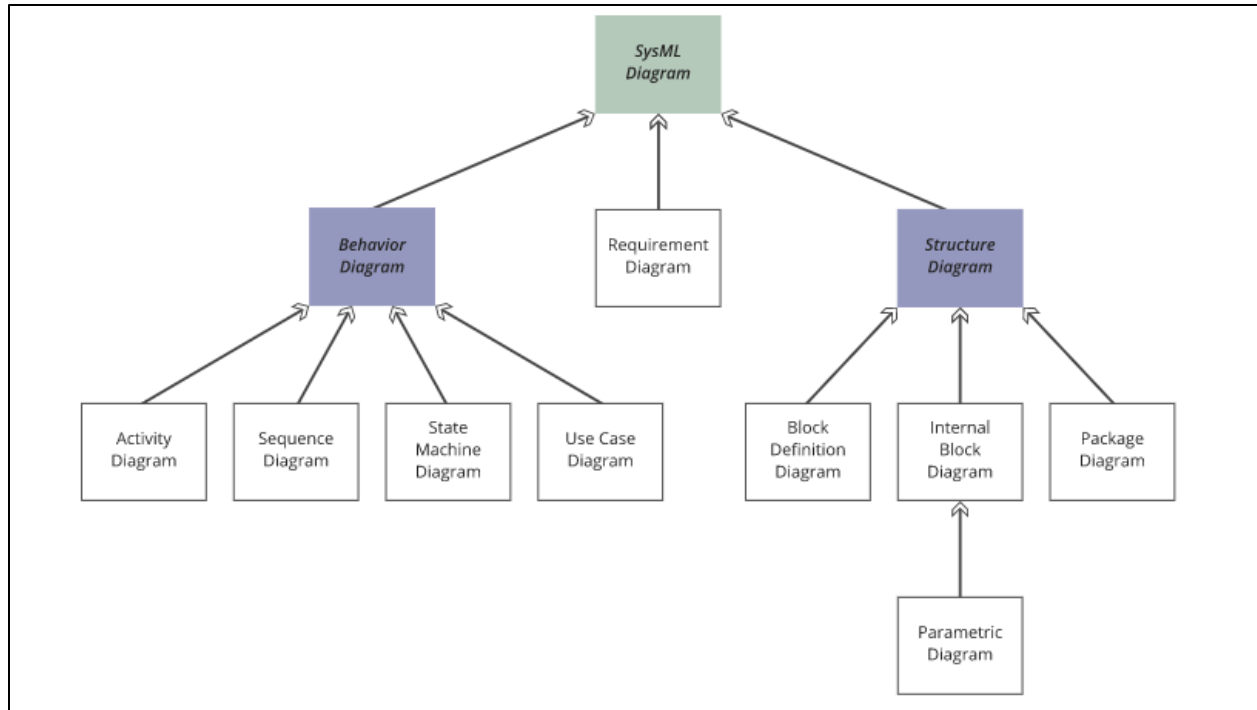 SysML
Diagram
Behavior
Diagram
Requirement
Diagram
Structure
Diagram
Activity
Diagram
Sequence
Diagram
State
Machine
Diagram
Use Case
Diagram
Block
Definition
Diagram
Internal
Block
Diagram
Package
Diagram
Parametric
Diagram